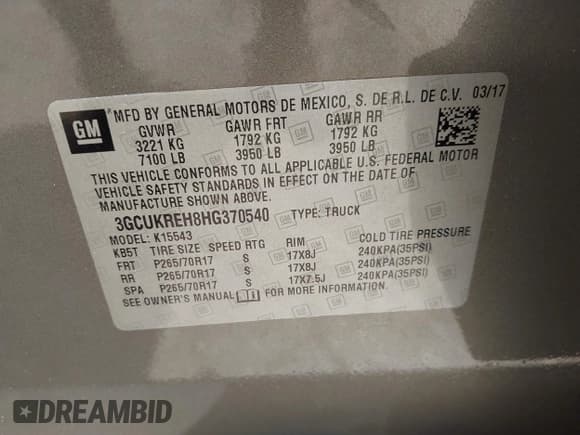 GM
MFD BY GENERAL MOTORS DE MEXICO, S. DE R.L. DE C.V. 03/17
GVWR GAWR FRT GAWR RR
3221 KG 1792 KG 1792 KG
7100 LB 3950 LB 3950 LB
THIS VEHICLE CONFORMS TO ALL APPLICABLE U.S. FEDERAL MOTOR
VEHICLE SAFETY STANDARDS IN EFFECT ON THE DATE OF
MANUFACTURE SHOWN ABOVE.
3GCUKREH8HG370540 TYPE: TRUCK
MODEL: K15543
KB5T TIRE SIZE SPEED RTG RIM COLD TIRE PRESSURE
FRT P265/70R17 S 17X8J 240KPA(35PSI)
RR P265/70R17 S 17X8J 240KPA(35PSI)
SPA P265/70R17 S 17X7.5J 240KPA(35PSI)
SEE OWNER'S MANUAL FOR MORE INFORMATION.
DREAMBID